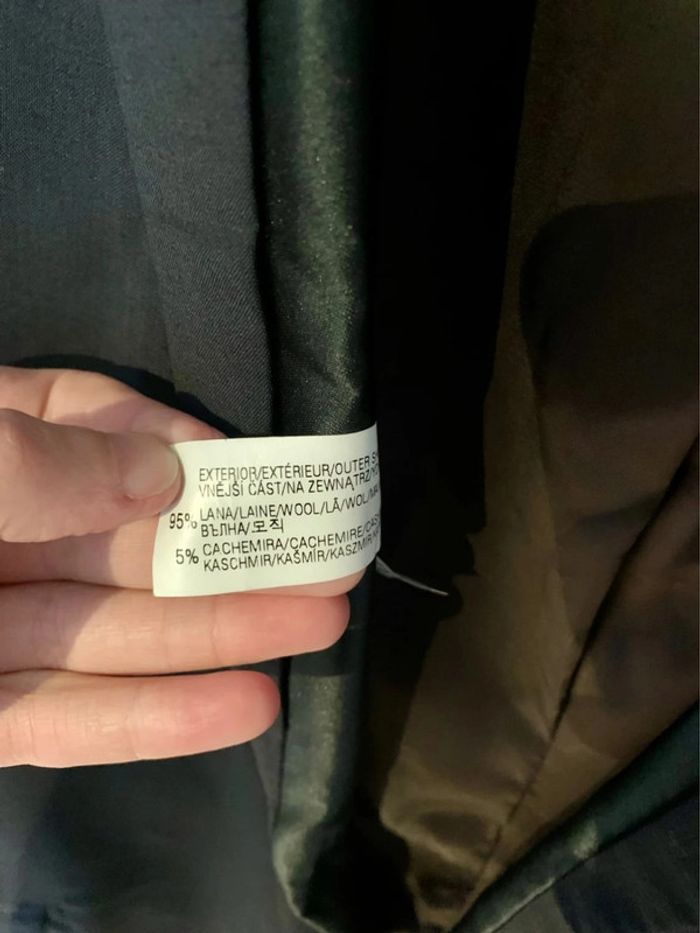 EXTERIOR/EXTÉRIEUR/OUTER
VNĚJŠÍ ČÁST/NA ZEWNĄTRZ/
95% LANA/LAINE/WOOL/LÃ/WOL/
ВЪЛНА/모직
5% CACHEMIRA/CACHEMIRE/
KASCHMIR/KAŠMÍR/KASZMIR/